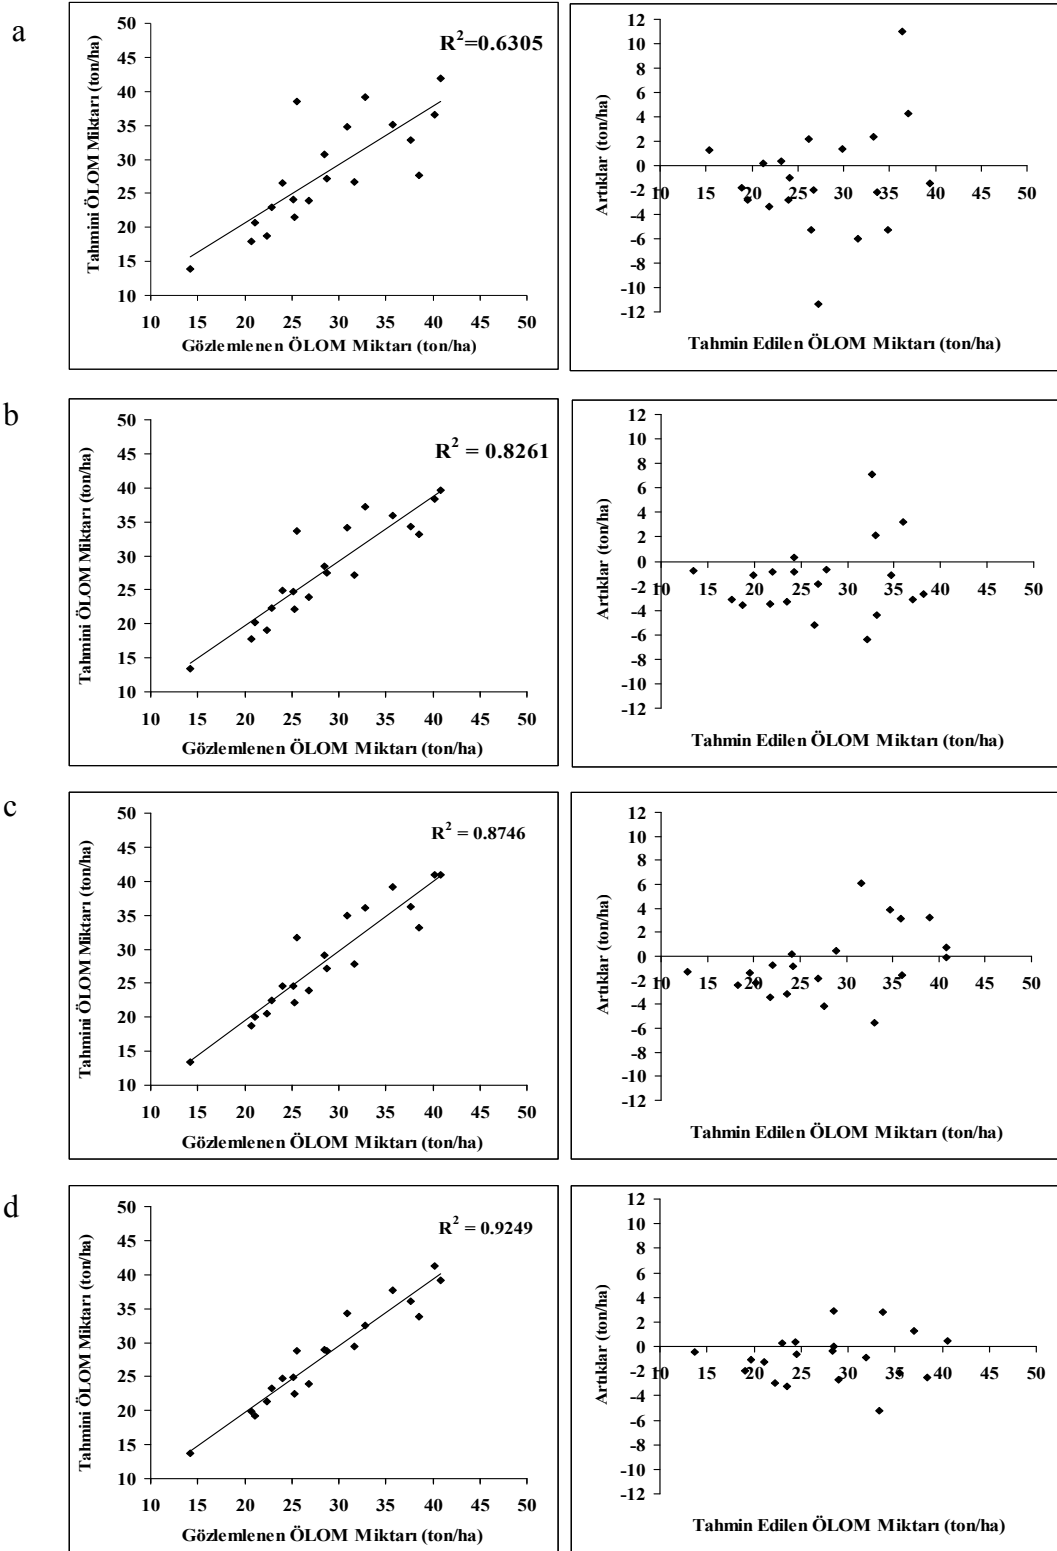 a
R²=0.6305
Tahmini ÖLOM Miktarı (ton/ha)
50
45
40
35
30
25
20
15
10
10 15 20 25 30 35 40 45 50
Gözlemlenen ÖLOM Miktarı (ton/ha)
Artıklar (ton/ha)
12
10
8
6
4
2
0
-2
-4
-6
-8
-10
-12
10 15 20 25 30 35 40 45 50
Tahmin Edilen ÖLOM Miktarı (ton/ha)
b
R² = 0.8261
Tahmini ÖLOM Miktarı (ton/ha)
50
45
40
35
30
25
20
15
10
10 15 20 25 30 35 40 45 50
Gözlemlenen ÖLOM Miktarı (ton/ha)
Artıklar (ton/ha)
12
10
8
6
4
2
0
-2
-4
-6
-8
-10
-12
10 15 20 25 30 35 40 45 50
Tahmin Edilen ÖLOM Miktarı (ton/ha)
c
R² = 0.8746
Tahmini ÖLOM Miktarı (ton/ha)
50
45
40
35
30
25
20
15
10
10 15 20 25 30 35 40 45 50
Gözlemlenen ÖLOM Miktarı (ton/ha)
Artıklar (ton/ha)
12
10
8
6
4
2
0
-2
-4
-6
-8
-10
-12
10 15 20 25 30 35 40 45 50
Tahmin Edilen ÖLOM Miktarı (ton/ha)
d
R² = 0.9249
Tahmini ÖLOM Miktarı (ton/ha)
50
45
40
35
30
25
20
15
10
10 15 20 25 30 35 40 45 50
Gözlemlenen ÖLOM Miktarı (ton/ha)
Artıklar (ton/ha)
12
10
8
6
4
2
0
-2
-4
-6
-8
-10
-12
10 15 20 25 30 35 40 45 50
Tahmin Edilen ÖLOM Miktarı (ton/ha)